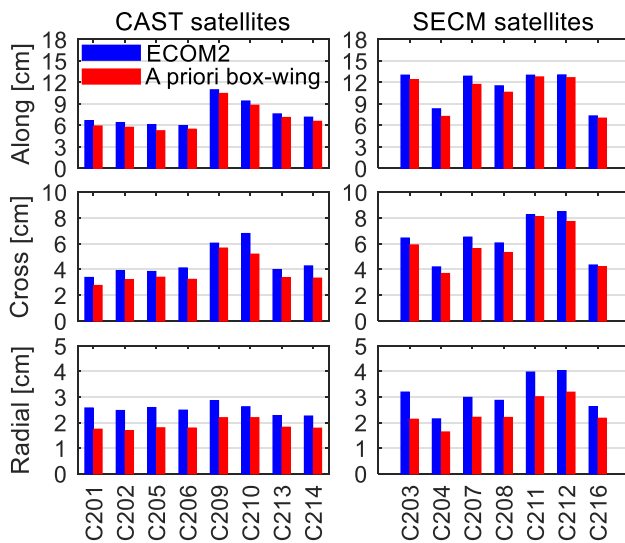 CAST satellites
SECM satellites
Along [cm]
18
15
12
9
6
3
0
ECOM2
A priori box-wing
18
15
12
9
6
3
0
Cross [cm]
10
8
6
4
2
0
10
8
6
4
2
0
Radial [cm]
5
4
3
2
1
0
5
4
3
2
1
0
C201
C202
C205
C206
C209
C210
C213
C214
C203
C204
C207
C208
C211
C212
C216